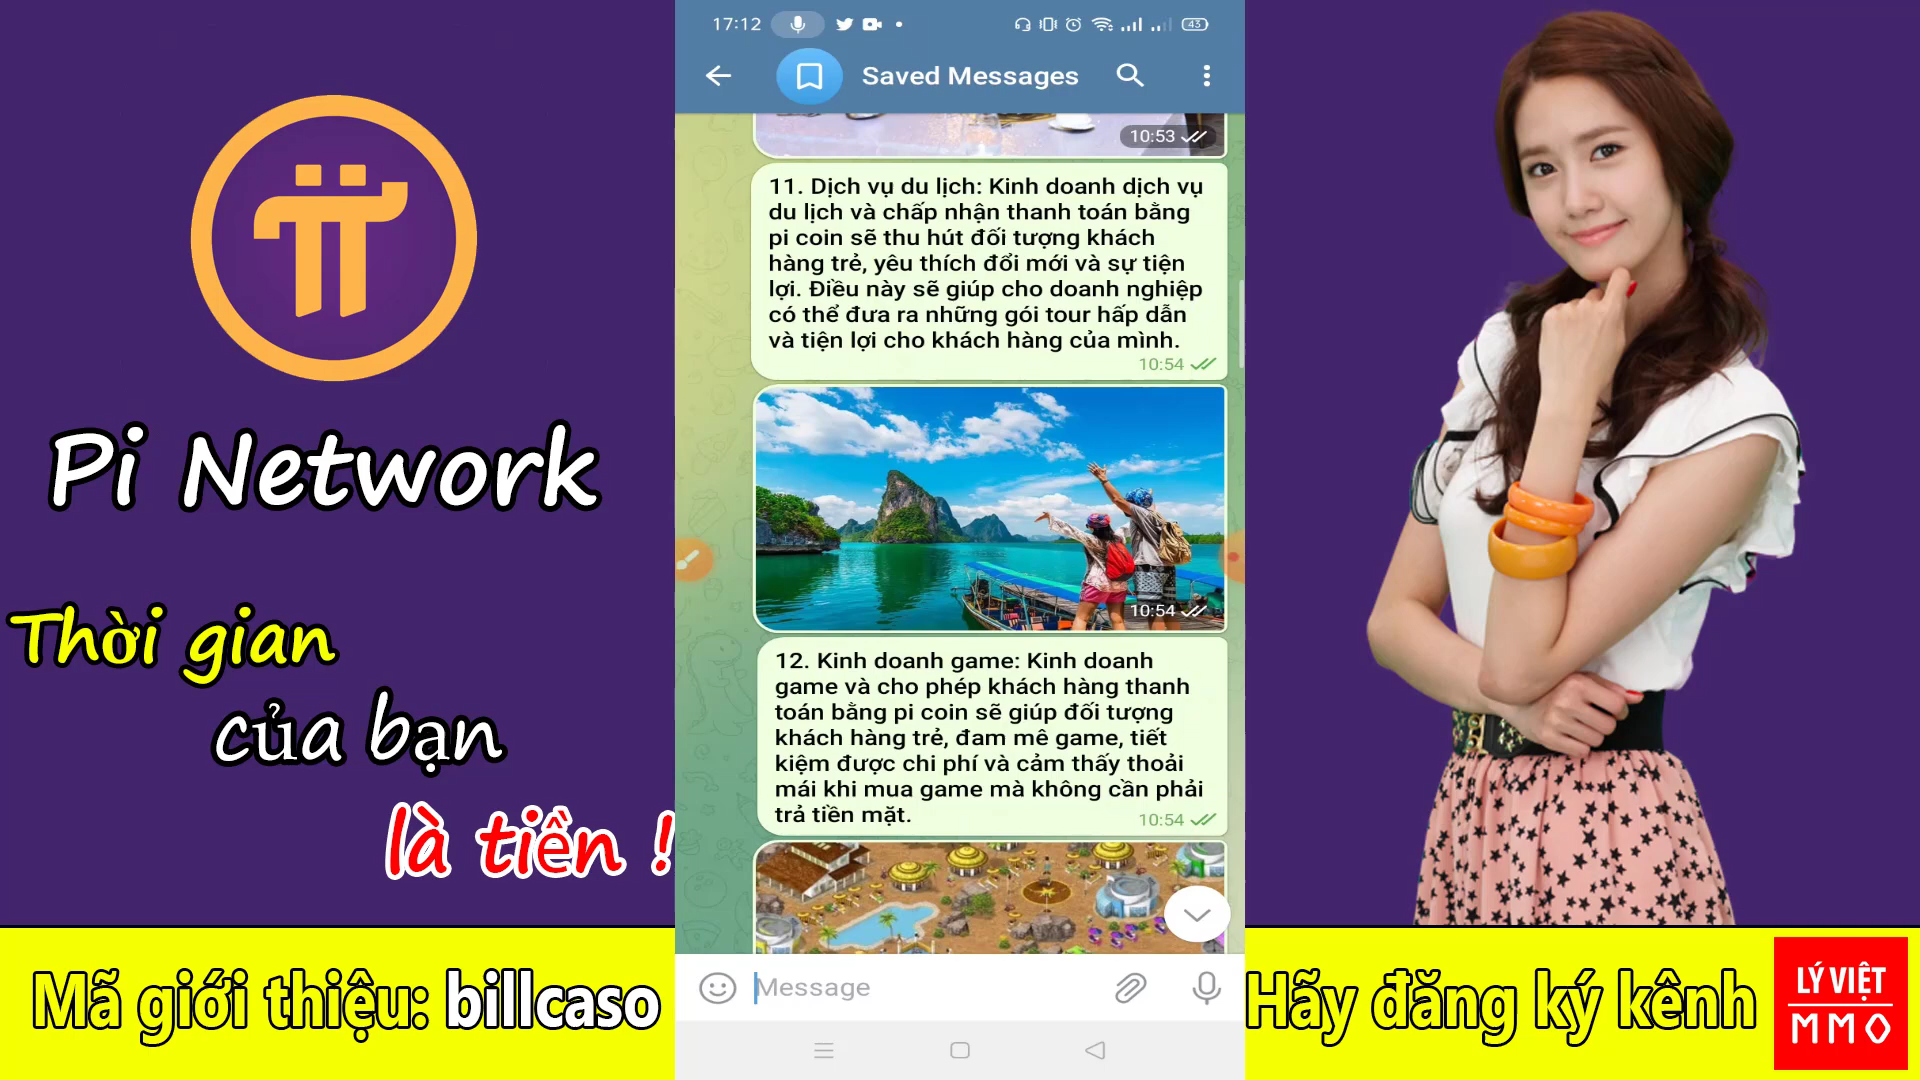 Pi Network
Thời gian
của bạn
là tiền !
Mã giới thiệu: billcaso
17:12
43
Saved Messages
10:53
11. Dịch vụ du lịch: Kinh doanh dịch vụ
du lịch và chấp nhận thanh toán bằng
pi coin sẽ thu hút đối tượng khách
hàng trẻ, yêu thích đổi mới và sự tiện
lợi. Điều này sẽ giúp cho doanh nghiệp
có thể đưa ra những gói tour hấp dẫn
và tiện lợi cho khách hàng của mình.
10:54
10:54
12. Kinh doanh game: Kinh doanh
game và cho phép khách hàng thanh
toán bằng pi coin sẽ giúp đối tượng
khách hàng trẻ, đam mê game, tiết
kiệm được chi phí và cảm thấy thoải
mái khi mua game mà không cần phải
trả tiền mặt.
10:54
Message
Hãy đăng ký kênh
LÝ VIỆT
MMO